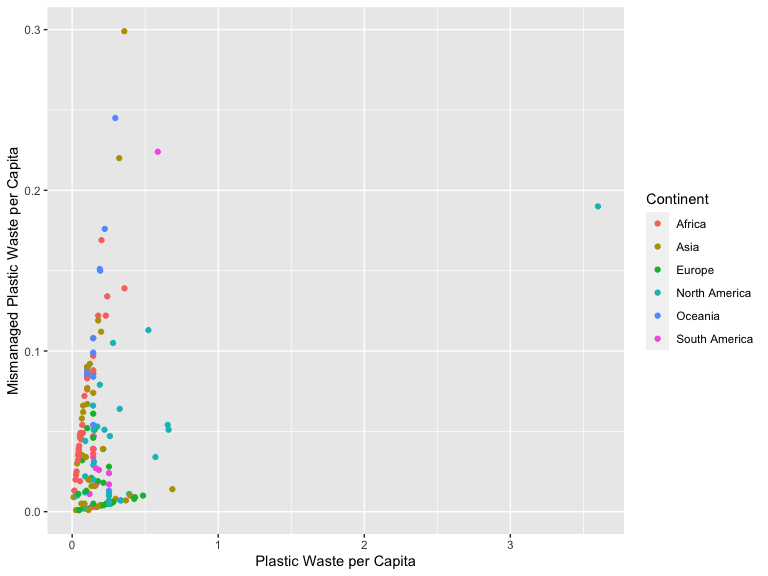 Mismanaged Plastic Waste per Capita
0.3
0.2
0.1
0.0
0
1
2
3
Plastic Waste per Capita
Continent
Africa
Asia
Europe
North America
Oceania
South America